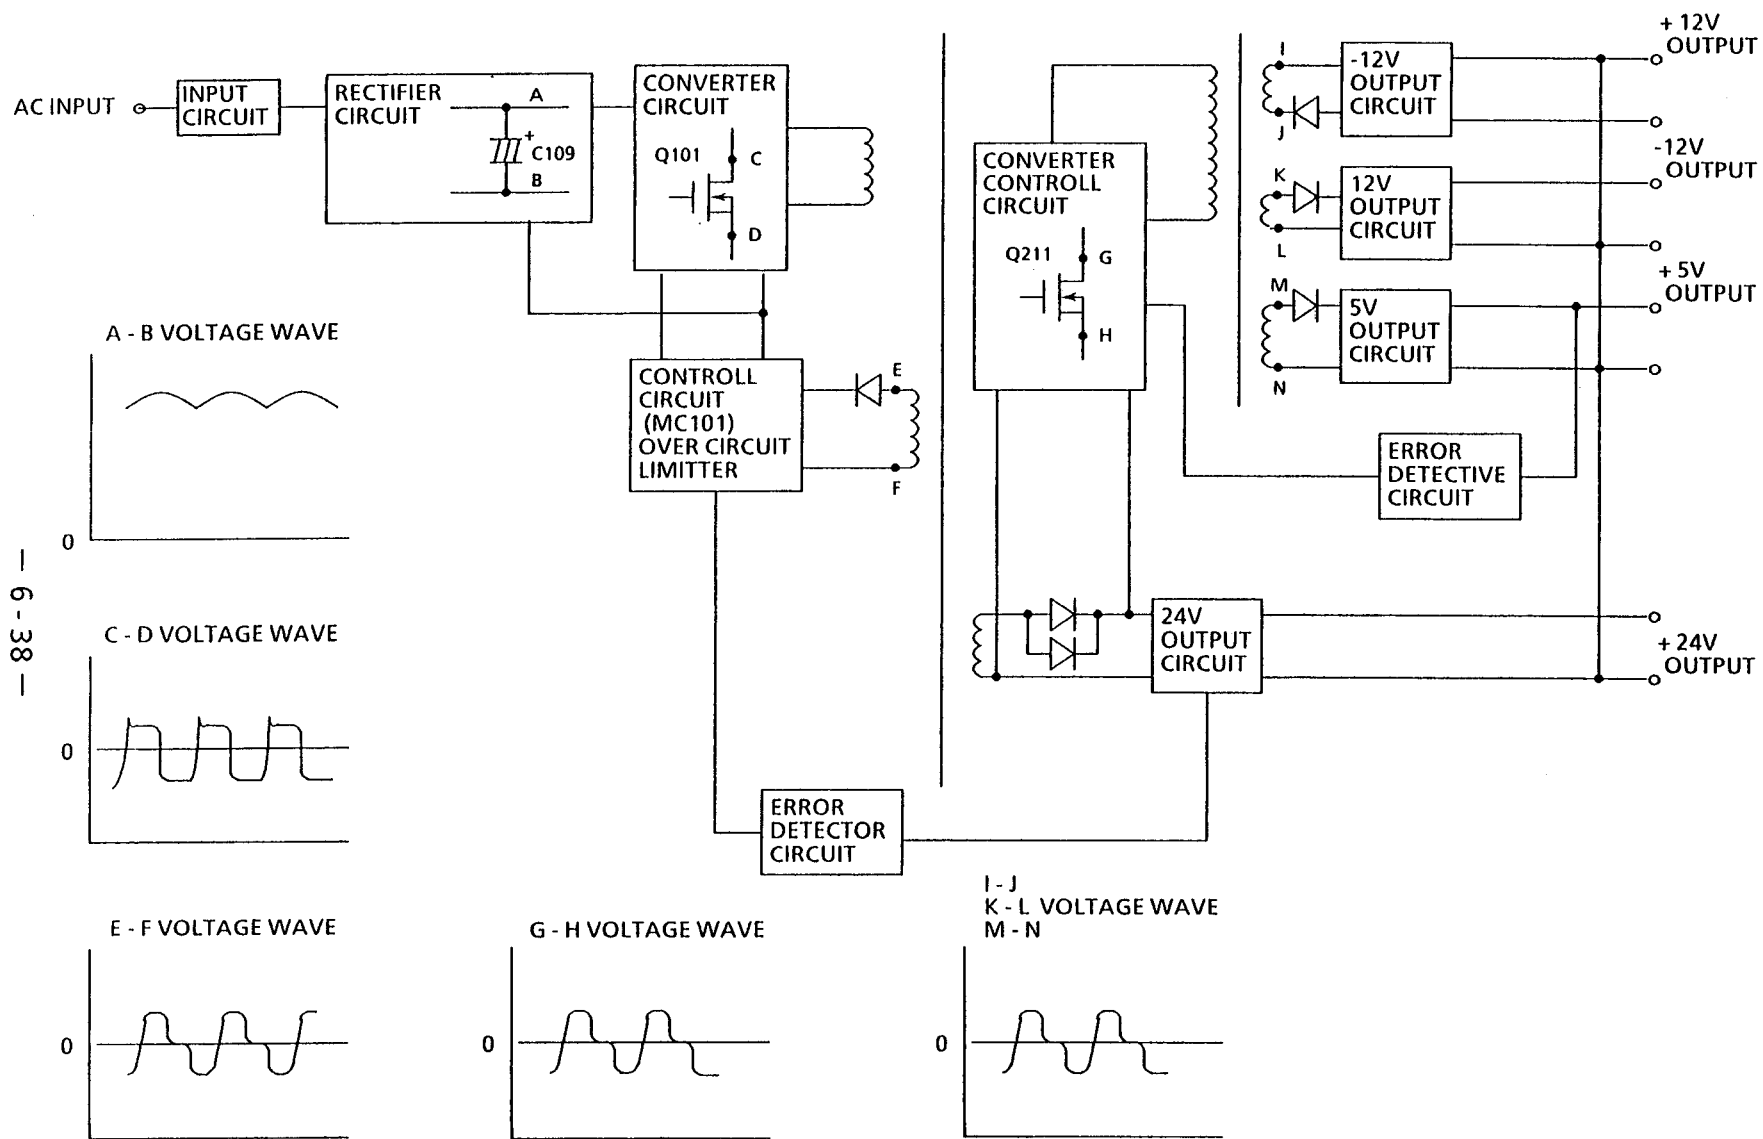 + 12V
OUTPUT
-12V
OUTPUT
+ 5V
OUTPUT
+ 24V
OUTPUT
AC INPUT
INPUT
CIRCUIT
RECTIFIER
CIRCUIT
A
+
C109
B
CONVERTER
CIRCUIT
Q101
C
D
CONTROLL
CIRCUIT
(MC101)
OVER CIRCUIT
LIMITTER
E
F
CONVERTER
CONTROLL
CIRCUIT
Q211
G
H
I
J
-12V
OUTPUT
CIRCUIT
K
L
12V
OUTPUT
CIRCUIT
M
N
5V
OUTPUT
CIRCUIT
ERROR
DETECTIVE
CIRCUIT
24V
OUTPUT
CIRCUIT
ERROR
DETECTOR
CIRCUIT
A - B VOLTAGE WAVE
0
C - D VOLTAGE WAVE
0
E - F VOLTAGE WAVE
0
G - H VOLTAGE WAVE
0
I - J
K - L VOLTAGE WAVE
M - N
0
— 6 - 38 —